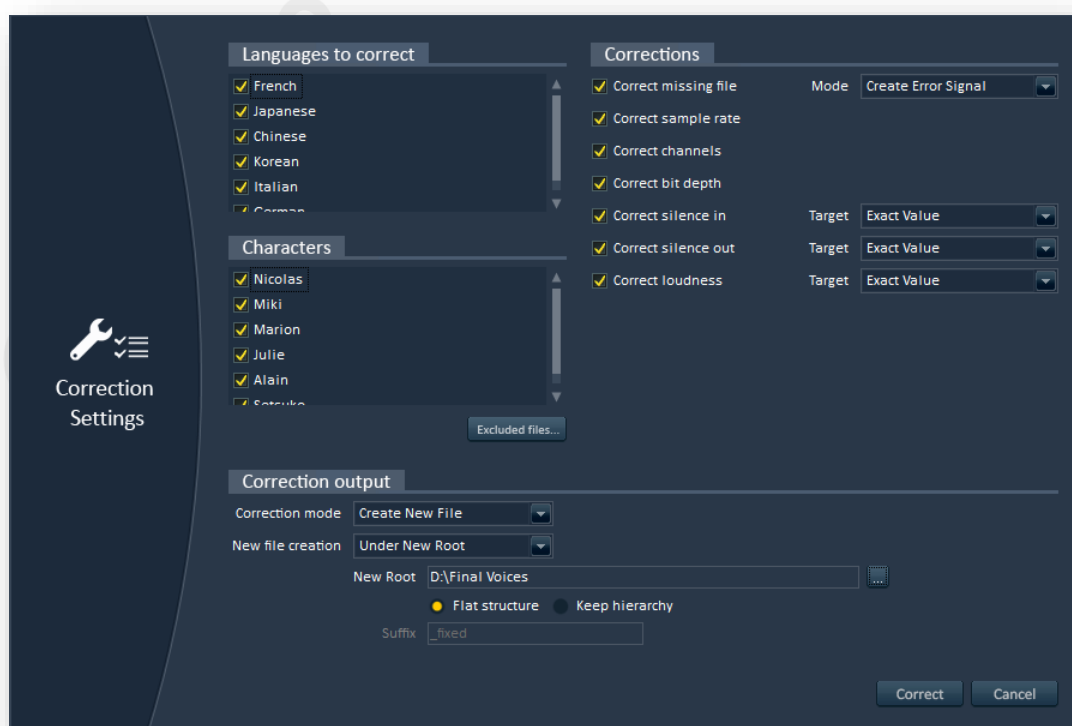 Correction
Settings
Languages to correct
French
Japanese
Chinese
Korean
Italian
German
Characters
Nicolas
Miki
Marion
Julie
Alain
Setsuko
Excluded files...
Corrections
Correct missing file Mode Create Error Signal
Correct sample rate
Correct channels
Correct bit depth
Correct silence in Target Exact Value
Correct silence out Target Exact Value
Correct loudness Target Exact Value
Correction output
Correction mode Create New File
New file creation Under New Root
New Root D:\Final Voices ...
Flat structure Keep hierarchy
Suffix _fixed
Correct Cancel